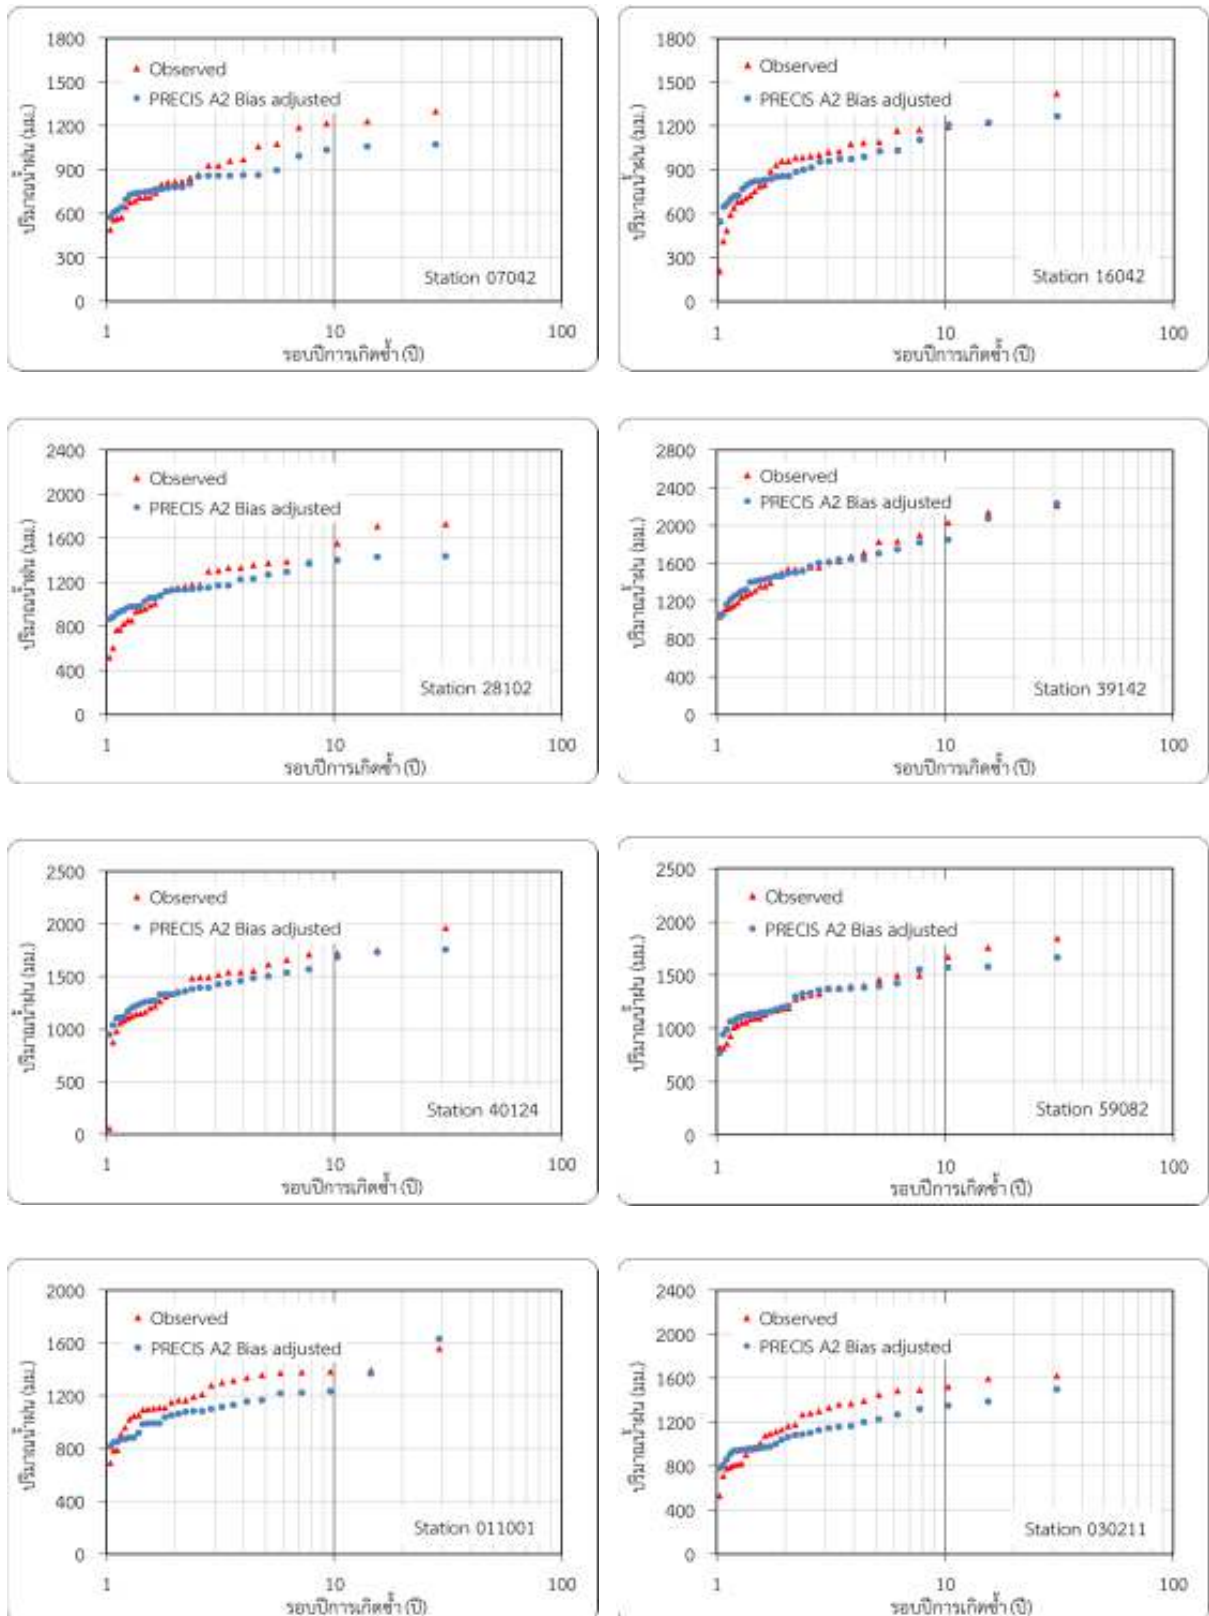 1800
1500
1200
900
600
300
0
ปริมาณน้ำฝน (มม.)
Observed
PRECIS A2 Bias adjusted
Station 07042
1 10 100
รอบปีการเกิดซ้ำ (ปี)
1800
1500
1200
900
600
300
0
ปริมาณน้ำฝน (มม.)
Observed
PRECIS A2 Bias adjusted
Station 16042
1 10 100
รอบปีการเกิดซ้ำ (ปี)
2400
2000
1600
1200
800
400
0
ปริมาณน้ำฝน (มม.)
Observed
PRECIS A2 Bias adjusted
Station 28102
1 10 100
รอบปีการเกิดซ้ำ (ปี)
2800
2400
2000
1600
1200
800
400
0
ปริมาณน้ำฝน (มม.)
Observed
PRECIS A2 Bias adjusted
Station 39142
1 10 100
รอบปีการเกิดซ้ำ (ปี)
2500
2000
1500
1000
500
0
ปริมาณน้ำฝน (มม.)
Observed
PRECIS A2 Bias adjusted
Station 40124
1 10 100
รอบปีการเกิดซ้ำ (ปี)
2500
2000
1500
1000
500
0
ปริมาณน้ำฝน (มม.)
Observed
PRECIS A2 Bias adjusted
Station 59082
1 10 100
รอบปีการเกิดซ้ำ (ปี)
2000
1600
1200
800
400
0
ปริมาณน้ำฝน (มม.)
Observed
PRECIS A2 Bias adjusted
Station 011001
1 10 100
รอบปีการเกิดซ้ำ (ปี)
2400
2000
1600
1200
800
400
0
ปริมาณน้ำฝน (มม.)
Observed
PRECIS A2 Bias adjusted
Station 030211
1 10 100
รอบปีการเกิดซ้ำ (ปี)